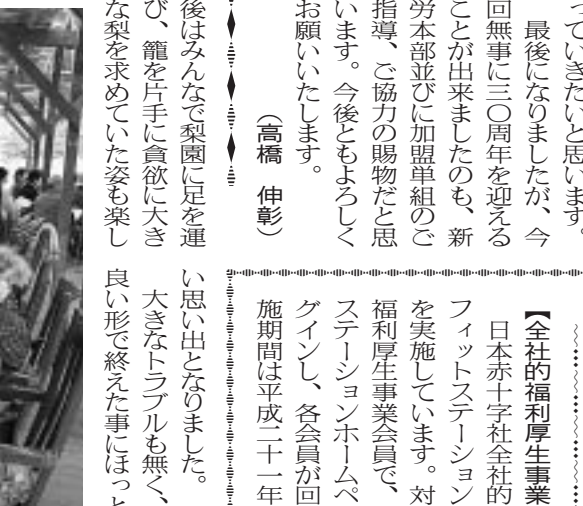 っていきたいと思います。
最後になりましたが、今
回無事に三〇周年を迎える
ことが出来ましたのも、新
労本部並びに加盟単組のご
指導、ご協力の賜物だと思
います。今後ともよろしく
お願いいたします。
（高橋　伸彰）
後はみんなで梨園に足を運
び、籠を片手に貪欲に大き
な梨を求めていた姿も楽し
い思い出となりました。
大きなトラブルも無く、
良い形で終えた事にほっと
【全社的福利厚生事業
日本赤十字社全社的
フィットステーション
を実施しています。対
福利厚生事業会員で、
ステーションホームペ
グインし、各会員が回
施期間は平成二十一年